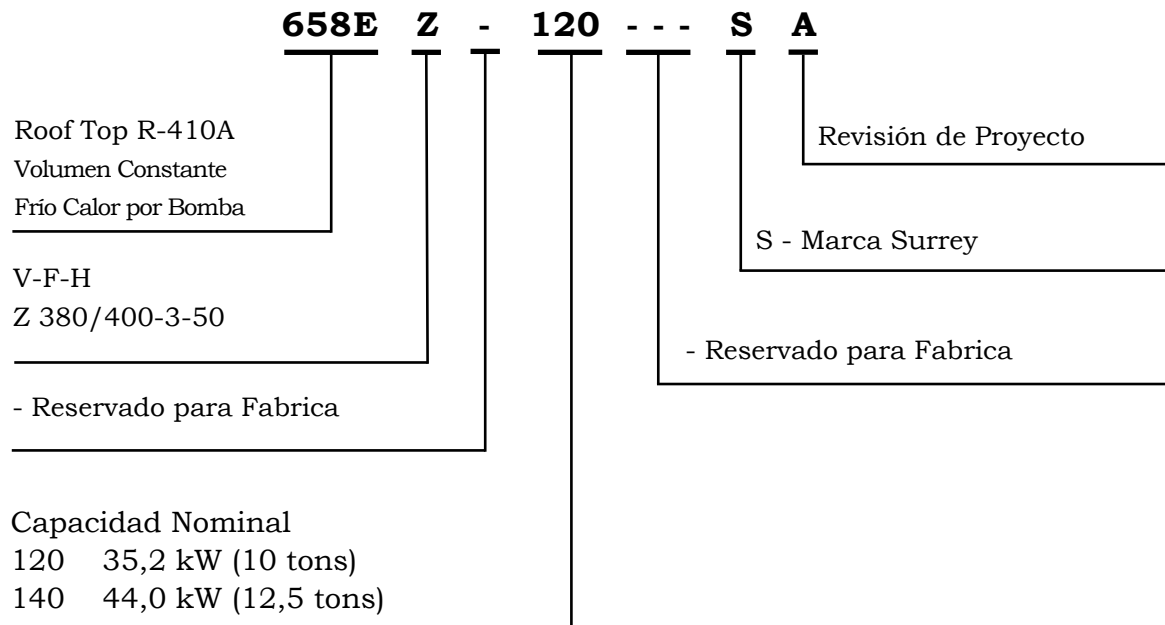 658E Z - 120 - - - S A
Roof Top R-410A
Volumen Constante
Frío Calor por Bomba
V-F-H
Z 380/400-3-50
- Reservado para Fabrica
Capacidad Nominal
120 35,2 kW (10 tons)
140 44,0 kW (12,5 tons)
Revisión de Proyecto
S - Marca Surrey
- Reservado para Fabrica